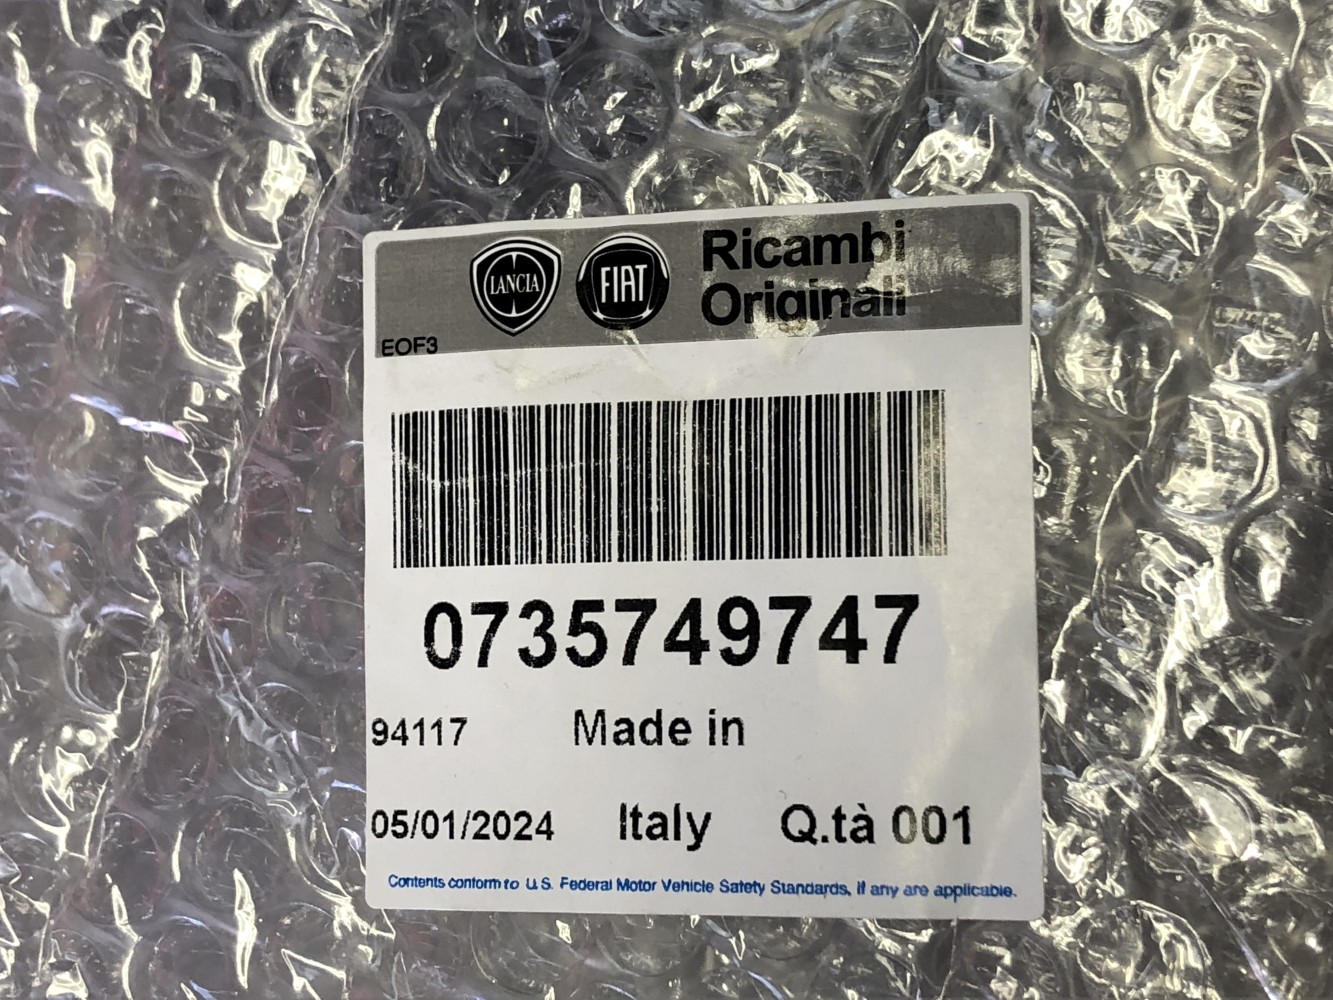 LANCIA FIAT Ricambi
Originali
EOF3
0735749747
94117 Made in
05/01/2024 Italy Q.tà 001
Contents conform to U.S. Federal Motor Vehicle Safety Standards, if any are applicable.